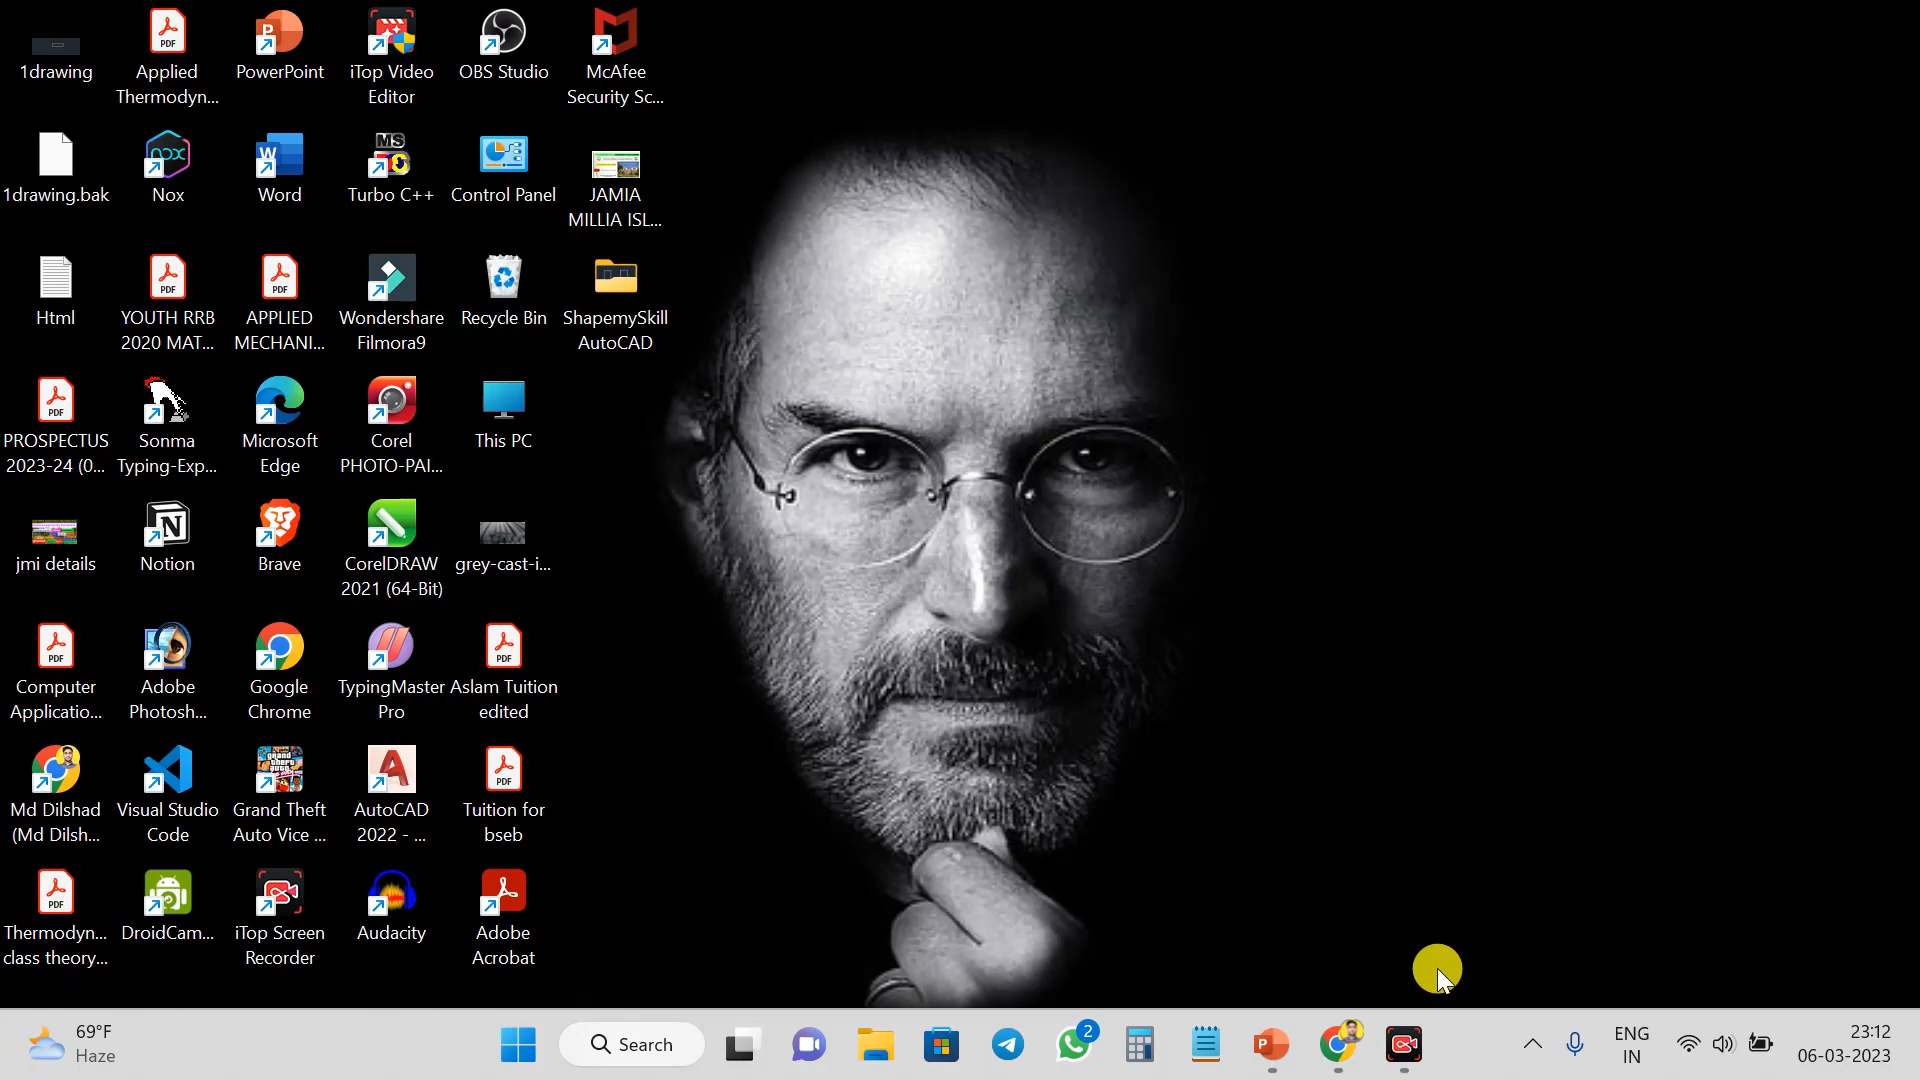 1drawing
Applied
Thermodyn...
PowerPoint
iTop Video
Editor
OBS Studio
McAfee
Security Sc...
1drawing.bak
Nox
Word
Turbo C++
Control Panel
JAMIA
MILLIA ISL...
Html
YOUTH RRB
2020 MAT...
APPLIED
MECHANI...
Wondershare
Filmora9
Recycle Bin
ShapemySkill
AutoCAD
PROSPECTUS
2023-24 (0...
Sonma
Typing-Exp...
Microsoft
Edge
Corel
PHOTO-PAI...
This PC
jmi details
Notion
Brave
CorelDRAW
2021 (64-Bit)
grey-cast-i...
Computer
Applicatio...
Adobe
Photosh...
Google
Chrome
TypingMaster
Pro
Aslam Tuition
edited
Md Dilshad
(Md Dilsh...
Visual Studio
Code
Grand Theft
Auto Vice ...
AutoCAD
2022 - ...
Tuition for
bseb
Thermodyn...
class theory...
DroidCam...
iTop Screen
Recorder
Audacity
Adobe
Acrobat
69°F
Haze
Search
2
ENG
IN
23:12
06-03-2023